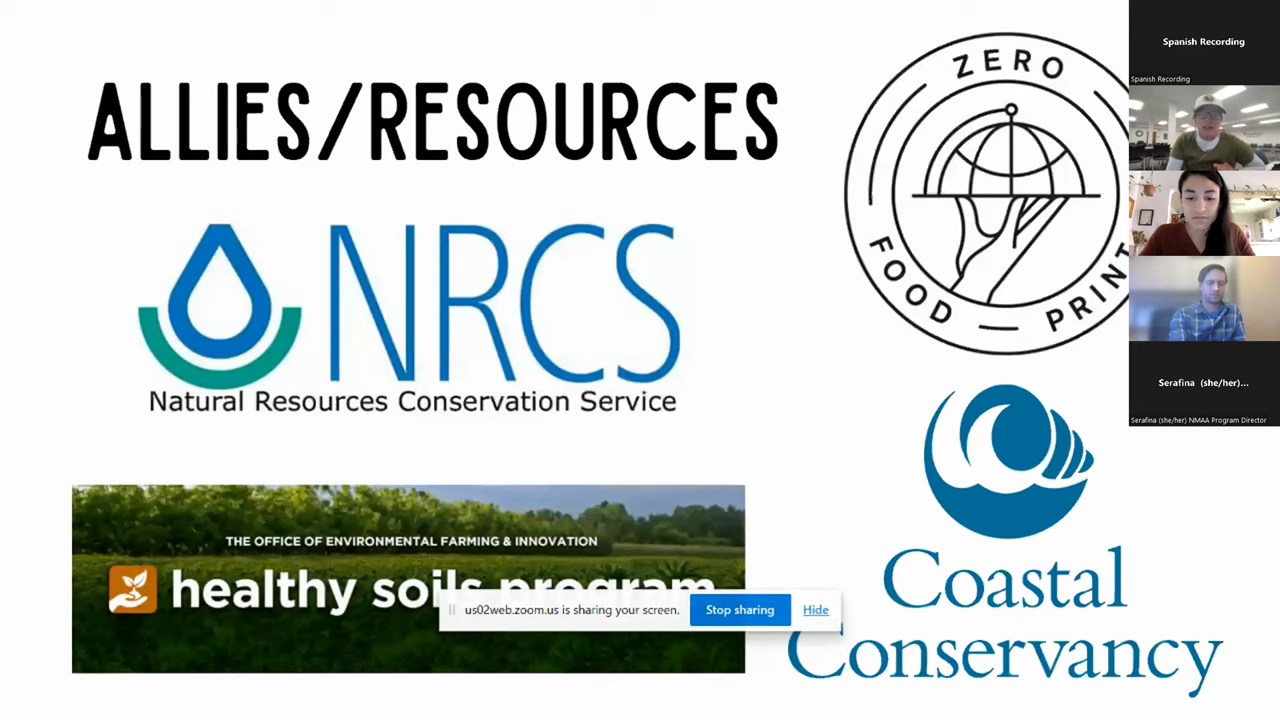 ALLIES/RESOURCES
ZERO
FOOD — PRINT
NRCS
Natural Resources Conservation Service
THE OFFICE OF ENVIRONMENTAL FARMING & INNOVATION
healthy soils program
us02web.zoom.us is sharing your screen.
Stop sharing
Hide
Coastal
Conservancy
Spanish Recording
Spanish Recording
Serafina (she/her)...
Serafina (she/her) NMAA Program Director